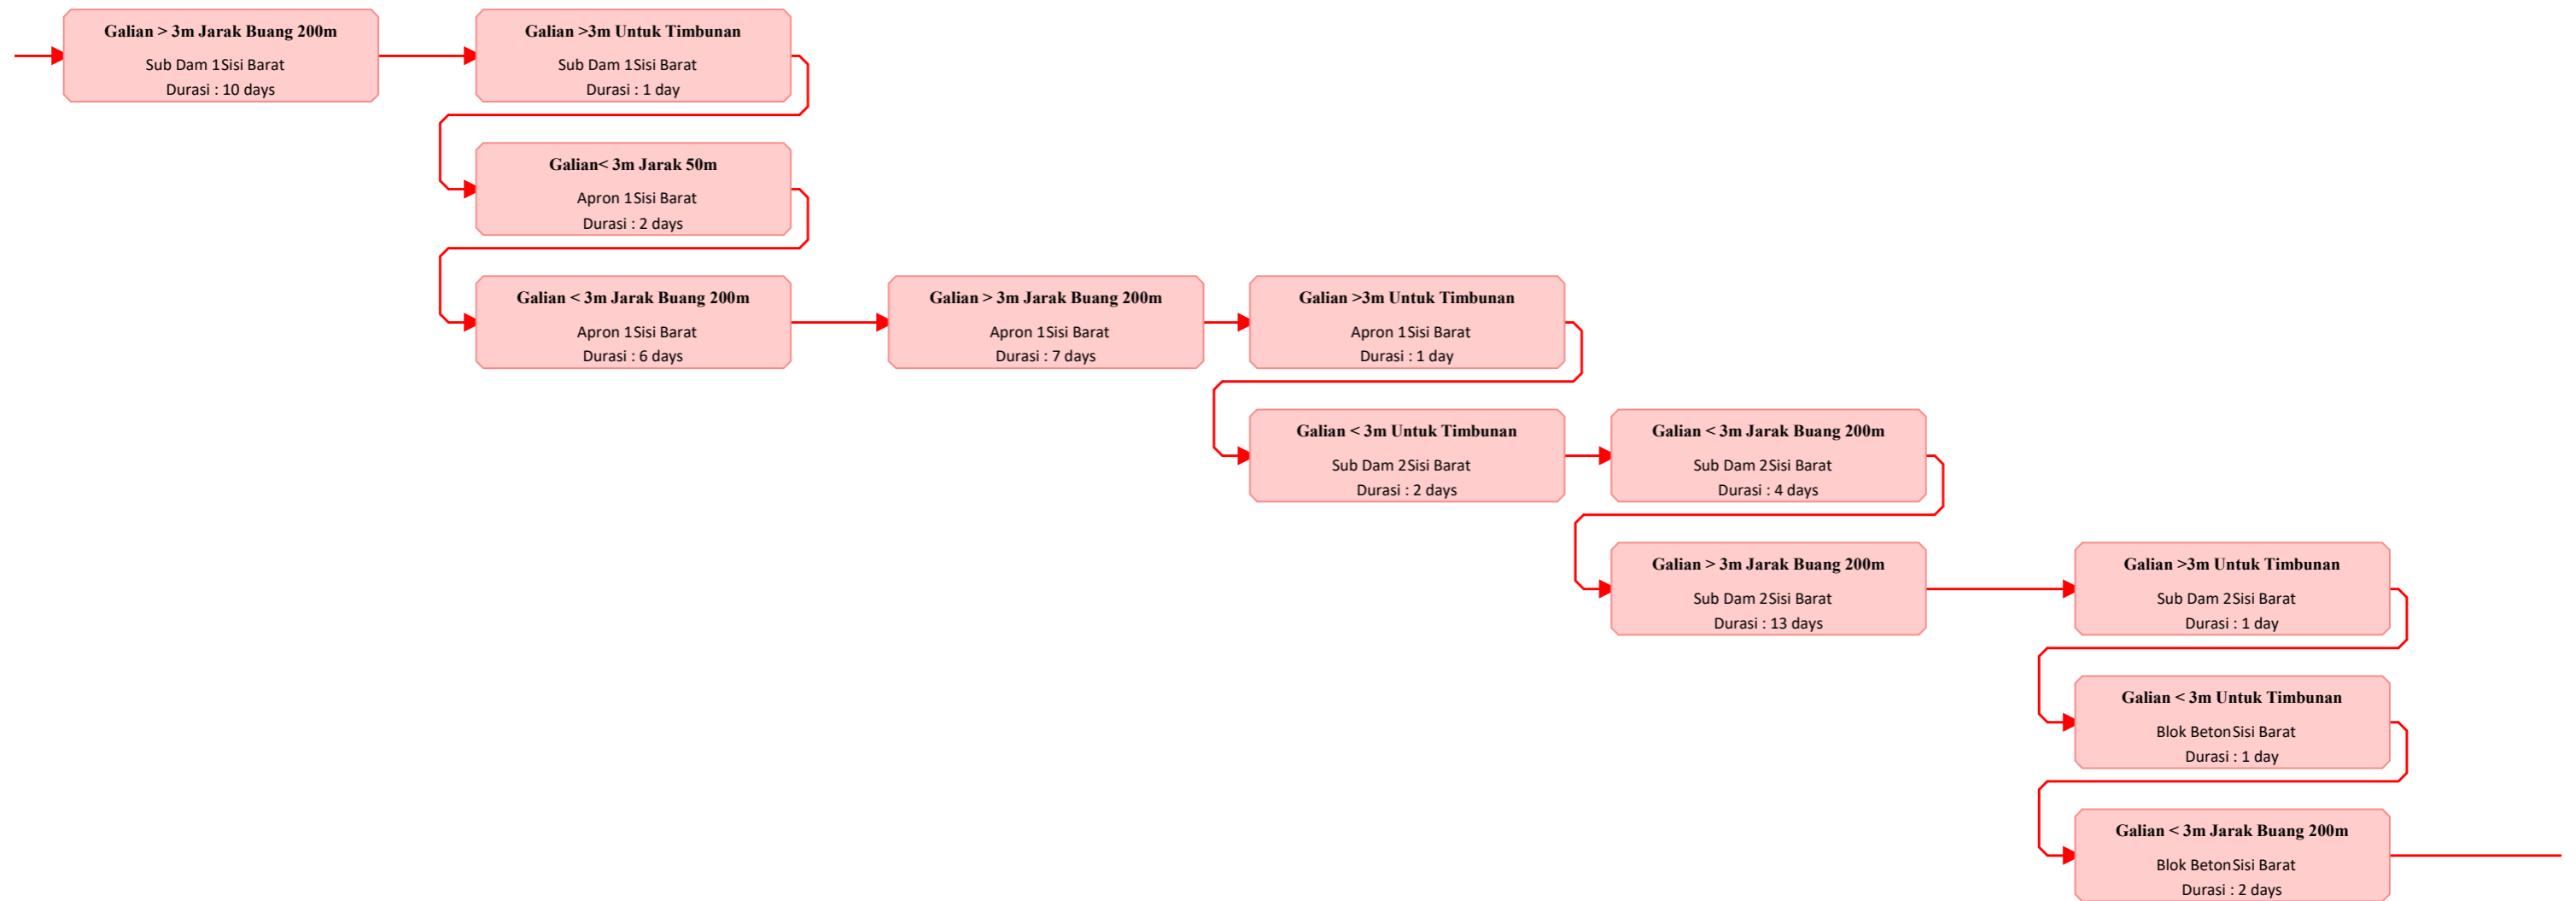 Galian > 3m Jarak Buang 200m
Sub Dam 1Sisi Barat
Durasi : 10 days
Galian >3m Untuk Timbunan
Sub Dam 1Sisi Barat
Durasi : 1 day
Galian< 3m Jarak 50m
Apron 1Sisi Barat
Durasi : 2 days
Galian < 3m Jarak Buang 200m
Apron 1Sisi Barat
Durasi : 6 days
Galian > 3m Jarak Buang 200m
Apron 1Sisi Barat
Durasi : 7 days
Galian >3m Untuk Timbunan
Apron 1Sisi Barat
Durasi : 1 day
Galian < 3m Untuk Timbunan
Sub Dam 2Sisi Barat
Durasi : 2 days
Galian < 3m Jarak Buang 200m
Sub Dam 2Sisi Barat
Durasi : 4 days
Galian > 3m Jarak Buang 200m
Sub Dam 2Sisi Barat
Durasi : 13 days
Galian >3m Untuk Timbunan
Sub Dam 2Sisi Barat
Durasi : 1 day
Galian < 3m Untuk Timbunan
Blok BetonSisi Barat
Durasi : 1 day
Galian < 3m Jarak Buang 200m
Blok BetonSisi Barat
Durasi : 2 days